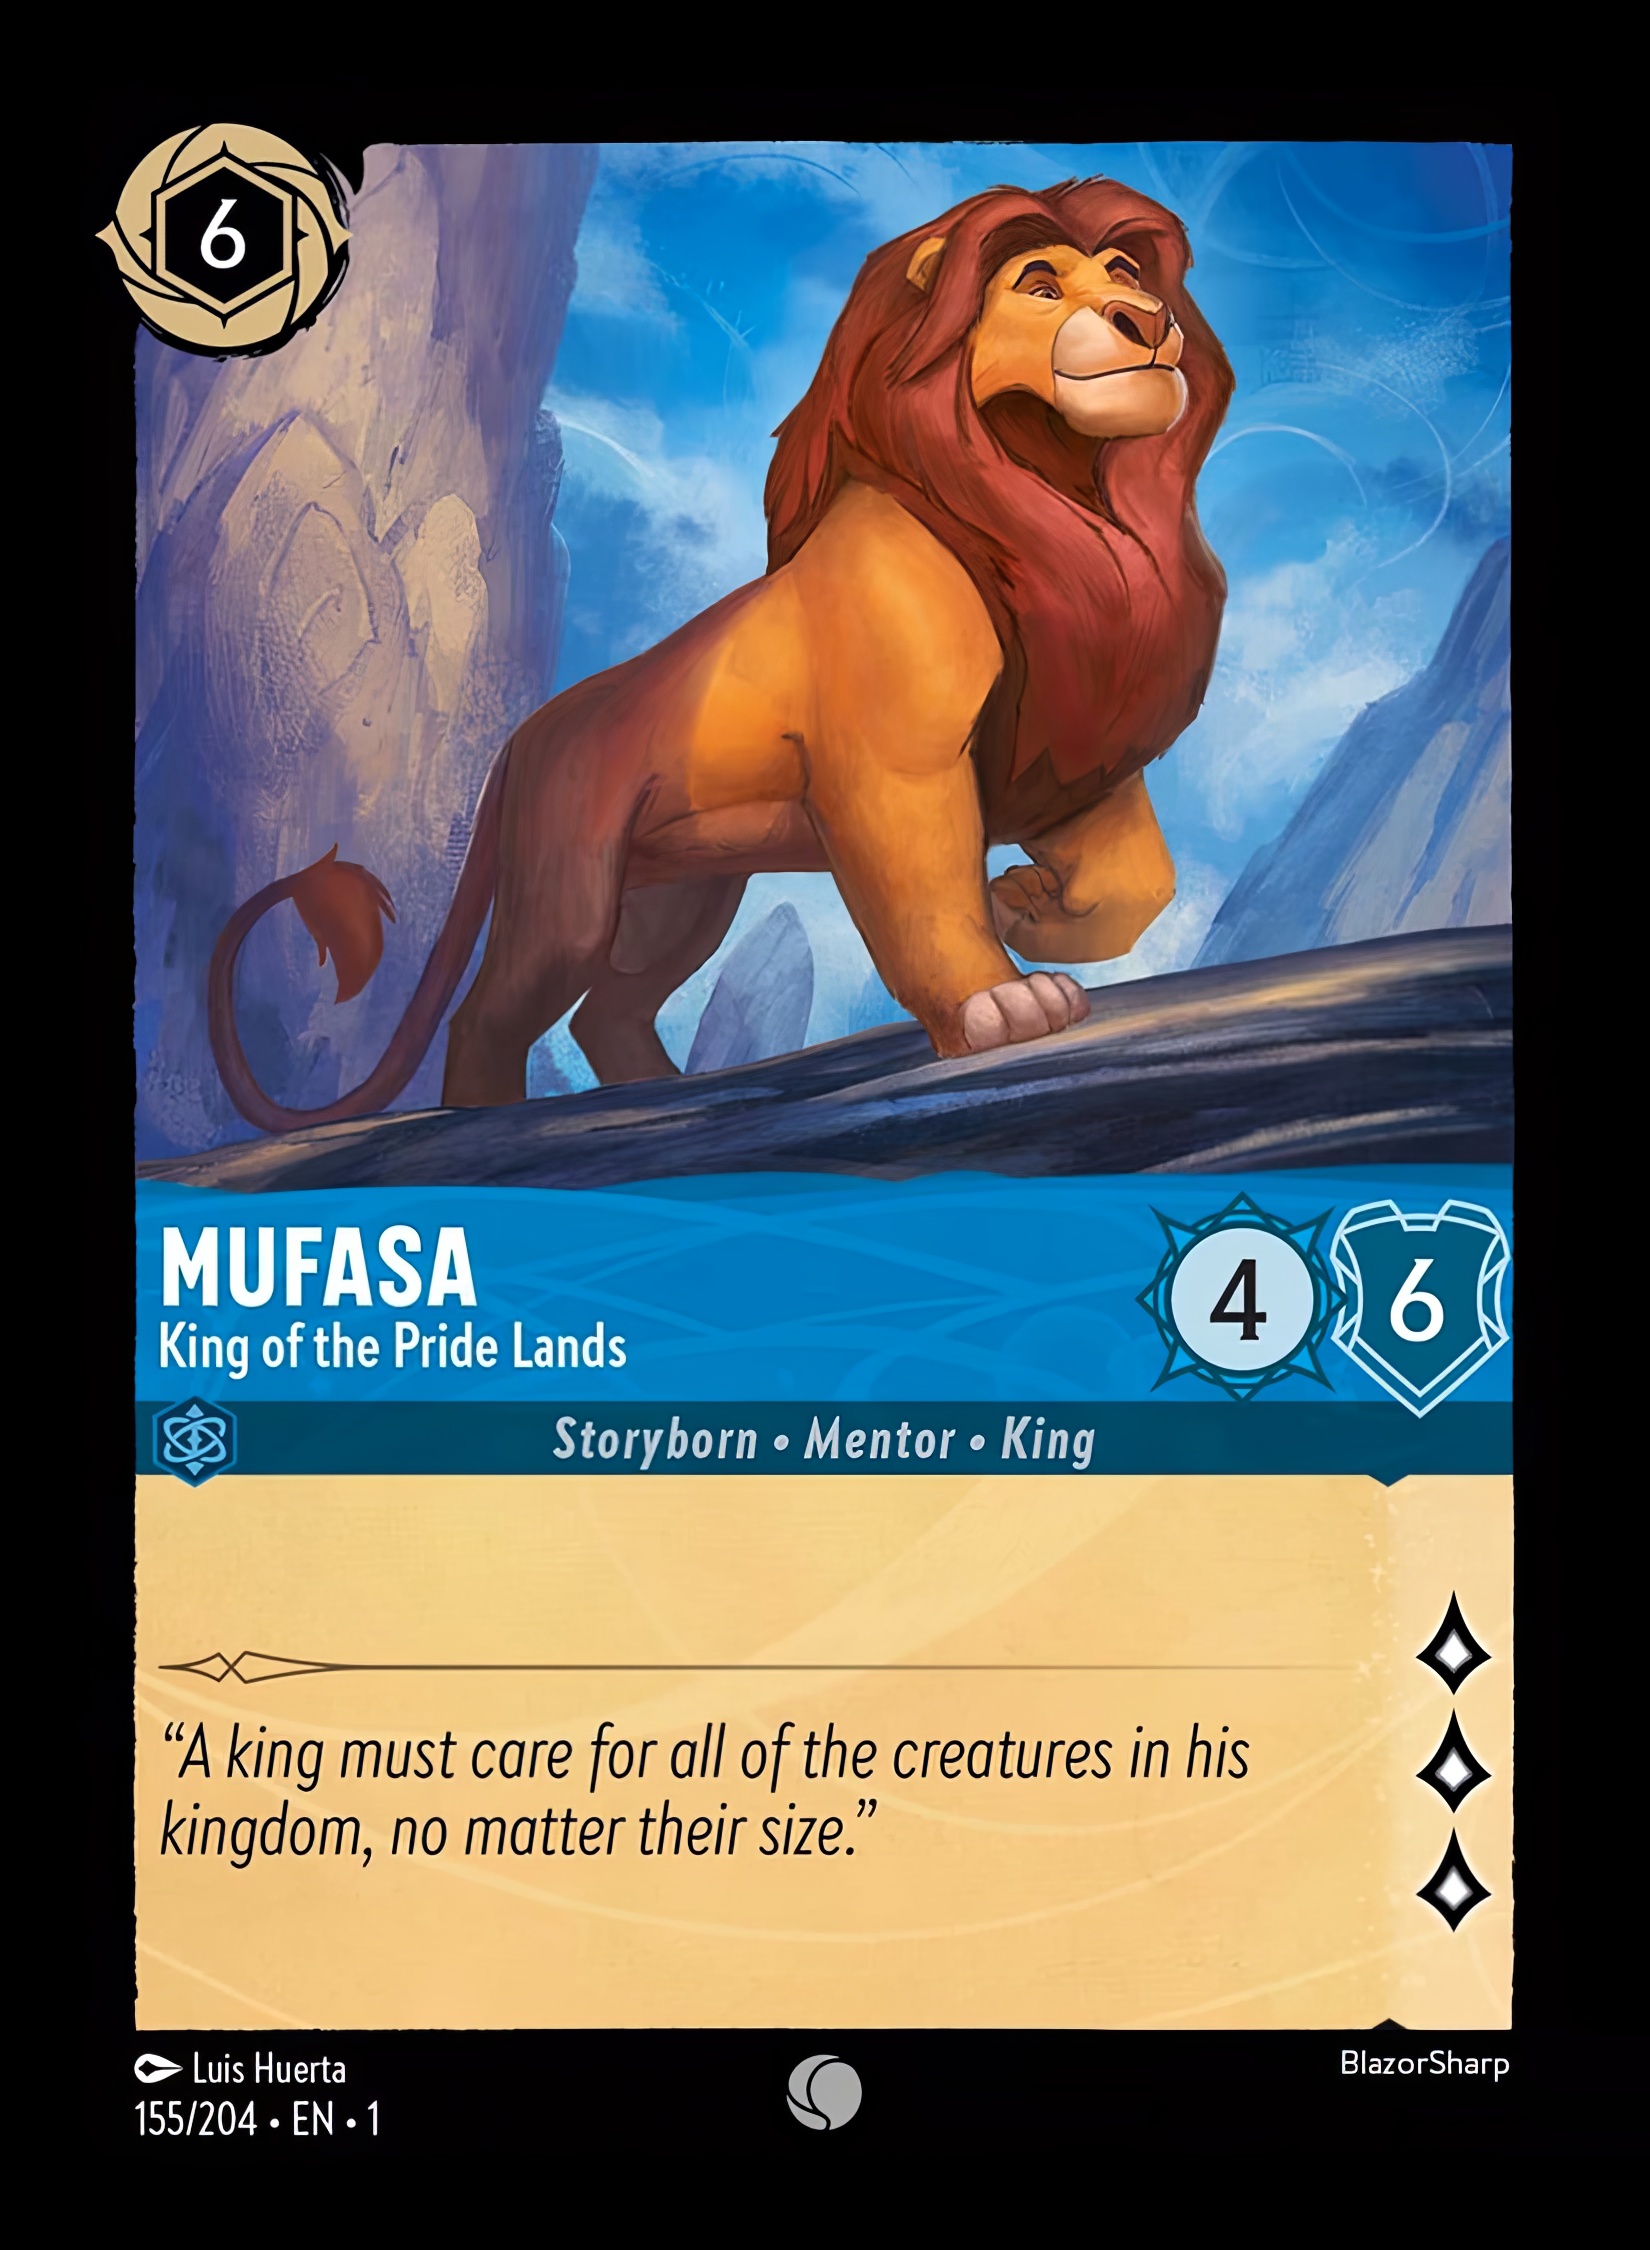 6
MUFASA
King of the Pride Lands
4
6
Storyborn • Mentor • King
“A king must care for all of the creatures in his
kingdom, no matter their size.”
Luis Huerta
155/204 • EN • 1
BlazorSharp